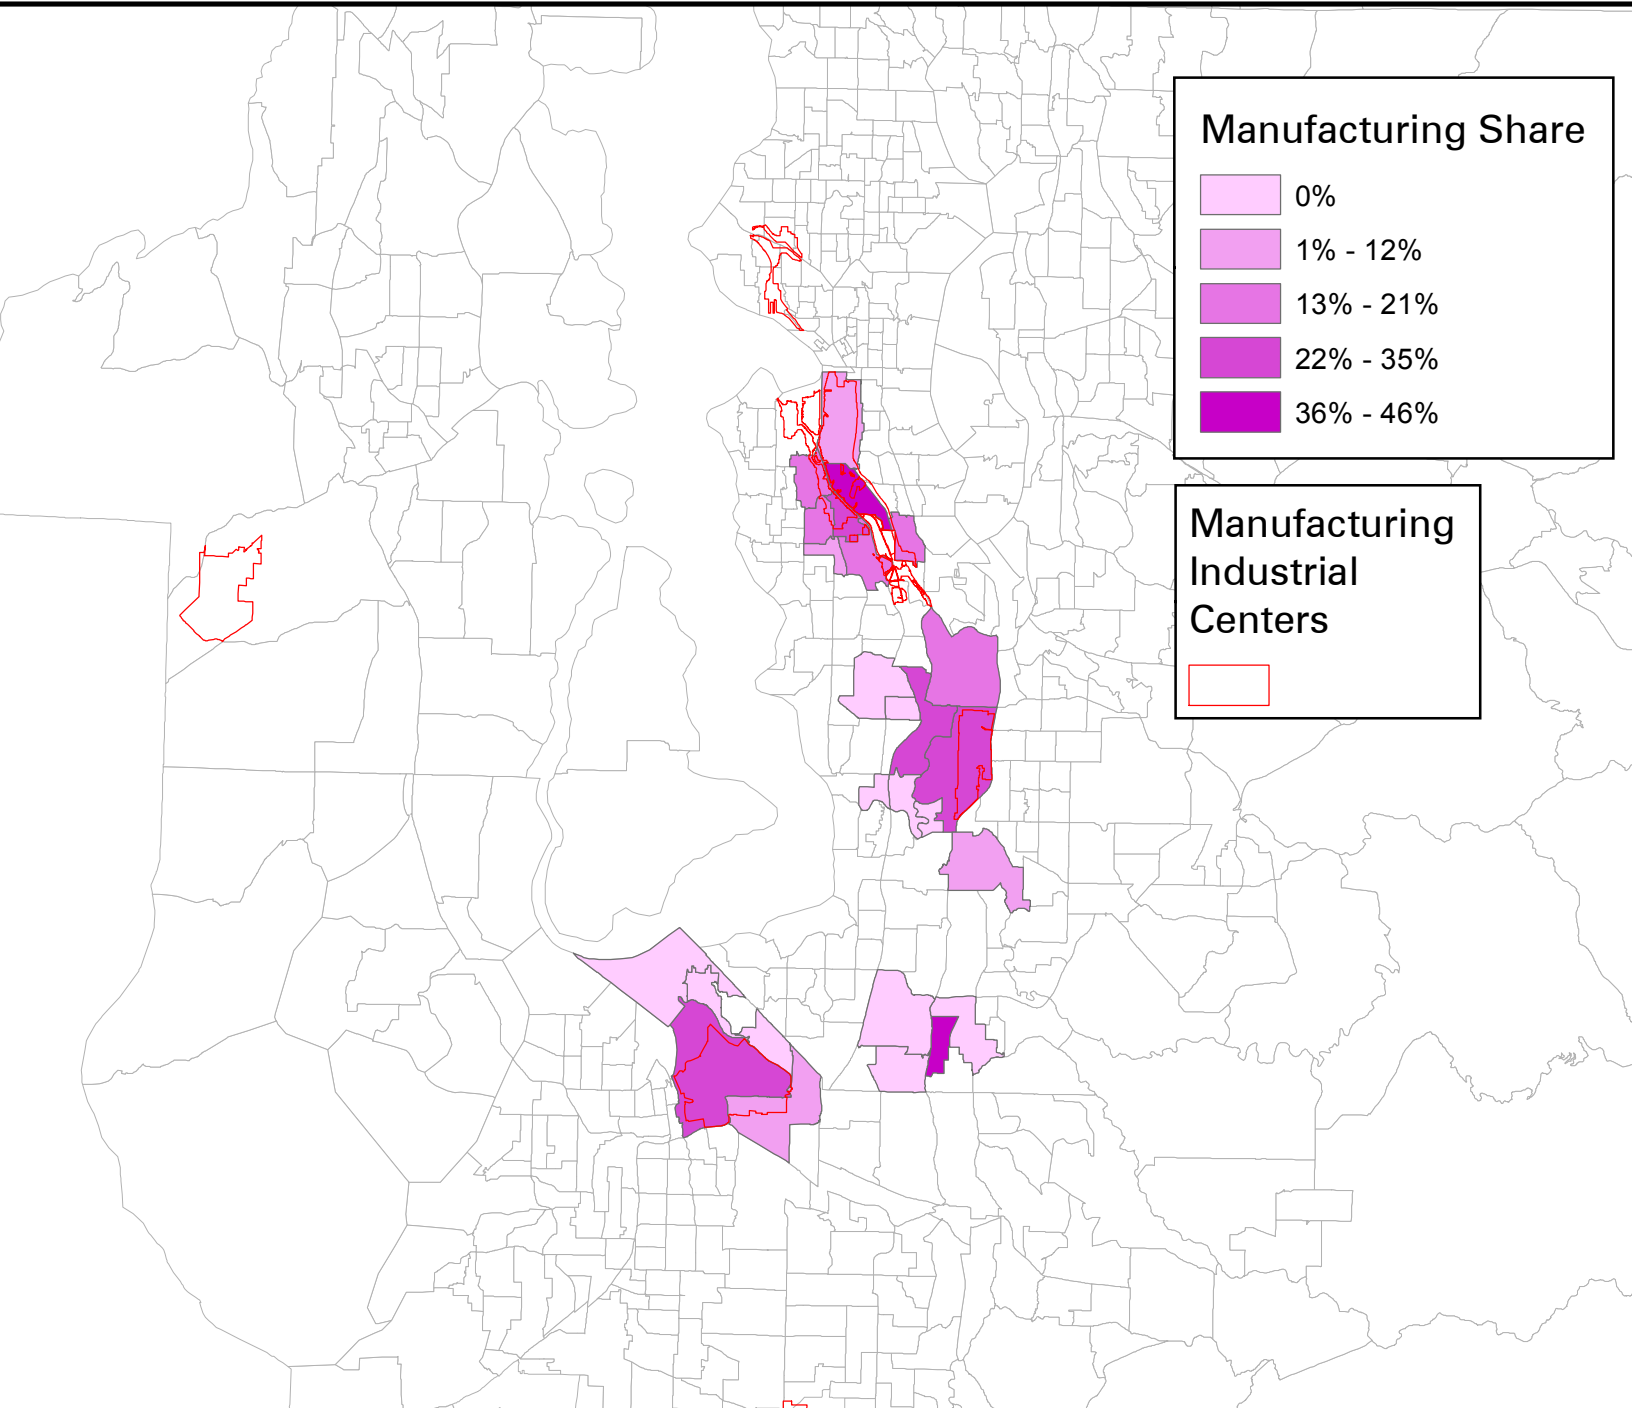 Manufacturing Share
0%
1% - 12%
13% - 21%
22% - 35%
36% - 46%
Manufacturing
Industrial
Centers